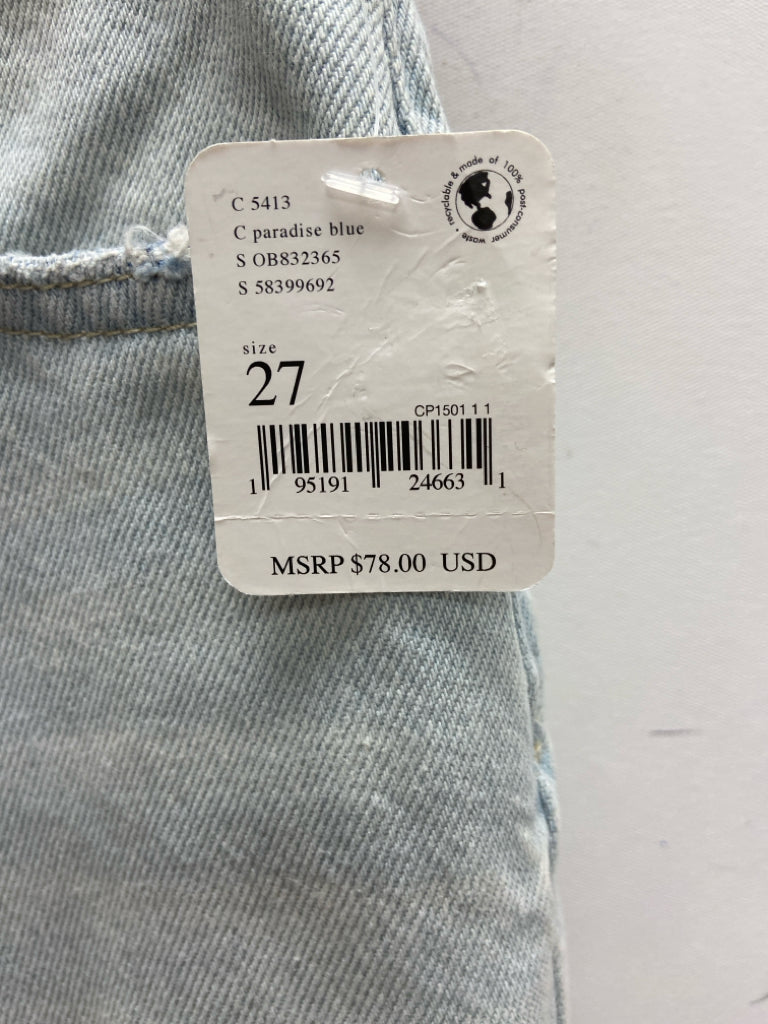 C 5413
C paradise blue
S OB832365
S 58399692
recyclable & made of 100% post-consumer waste •
size
27
CP1501 1 1
1 95191 24663 1
MSRP $78.00 USD